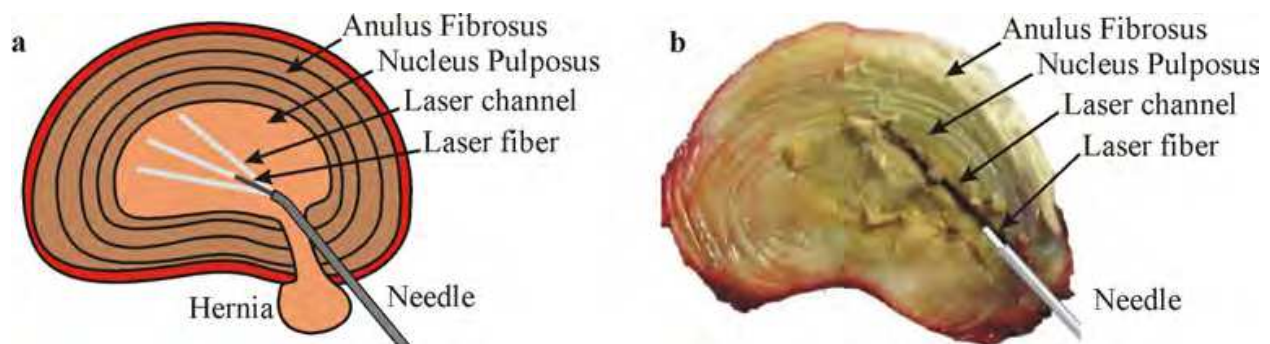 a
Anulus Fibrosus
Nucleus Pulposus
Laser channel
Laser fiber
Hernia
Needle
b
Anulus Fibrosus
Nucleus Pulposus
Laser channel
Laser fiber
Needle